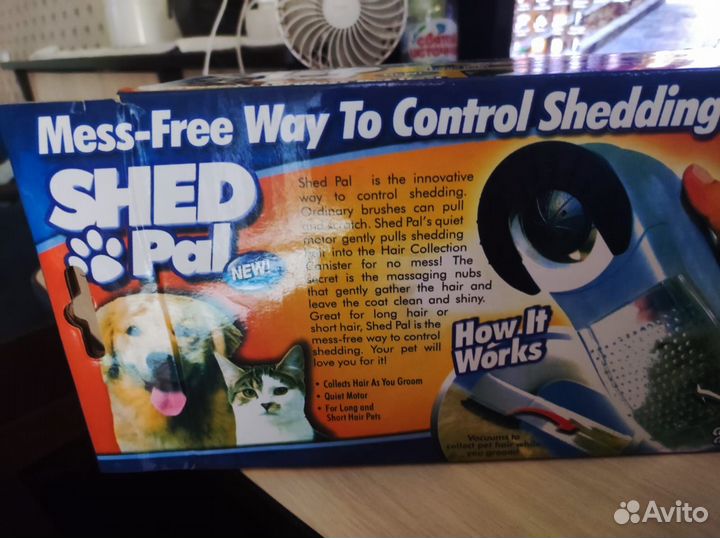 Mess-Free Way To Control Shedding
SHED
Pal
NEW!
Shed Pal is the innovative
way to control shedding.
Ordinary brushes can pull
and scratch. Shed Pal's quiet
motor gently pulls shedding
hair into the Hair Collection
Canister for no mess! The
secret is the massaging nubs
that gently gather the hair and
leave the coat clean and shiny.
Great for long hair or
short hair, Shed Pal is the
way to control
shedding. Your pet will
love you for it!
• Collects Hair As You Groom
• Quiet Motor
• For Long and
Short Hair Pets
How It
Works
Vacuums to
collect pet hair while
you groom!
Avito